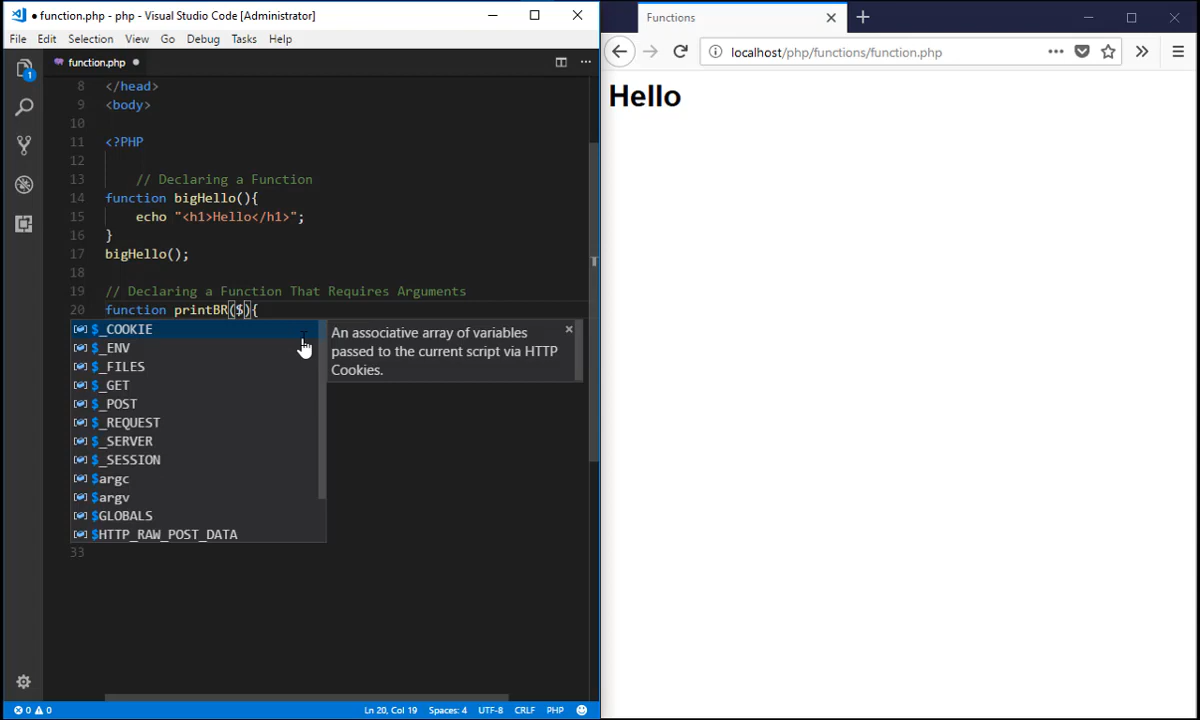 ● function.php - php - Visual Studio Code [Administrator]
File Edit Selection View Go Debug Tasks Help
function.php ●
1
8 </head>
9 <body>
10
11 <?PHP
12
13 // Declaring a Function
14 function bigHello(){
15 echo "<h1>Hello</h1>";
16 }
17 bigHello();
18
19 // Declaring a Function That Requires Arguments
20 function printBR($){
$_COOKIE
$_ENV
$_FILES
$_GET
$_POST
$_REQUEST
$_SERVER
$_SESSION
$argc
$argv
$GLOBALS
$HTTP_RAW_POST_DATA
An associative array of variables
passed to the current script via HTTP
Cookies.
33
0 0 Ln 20, Col 19 Spaces: 4 UTF-8 CRLF PHP
Functions
localhost/php/functions/function.php
Hello